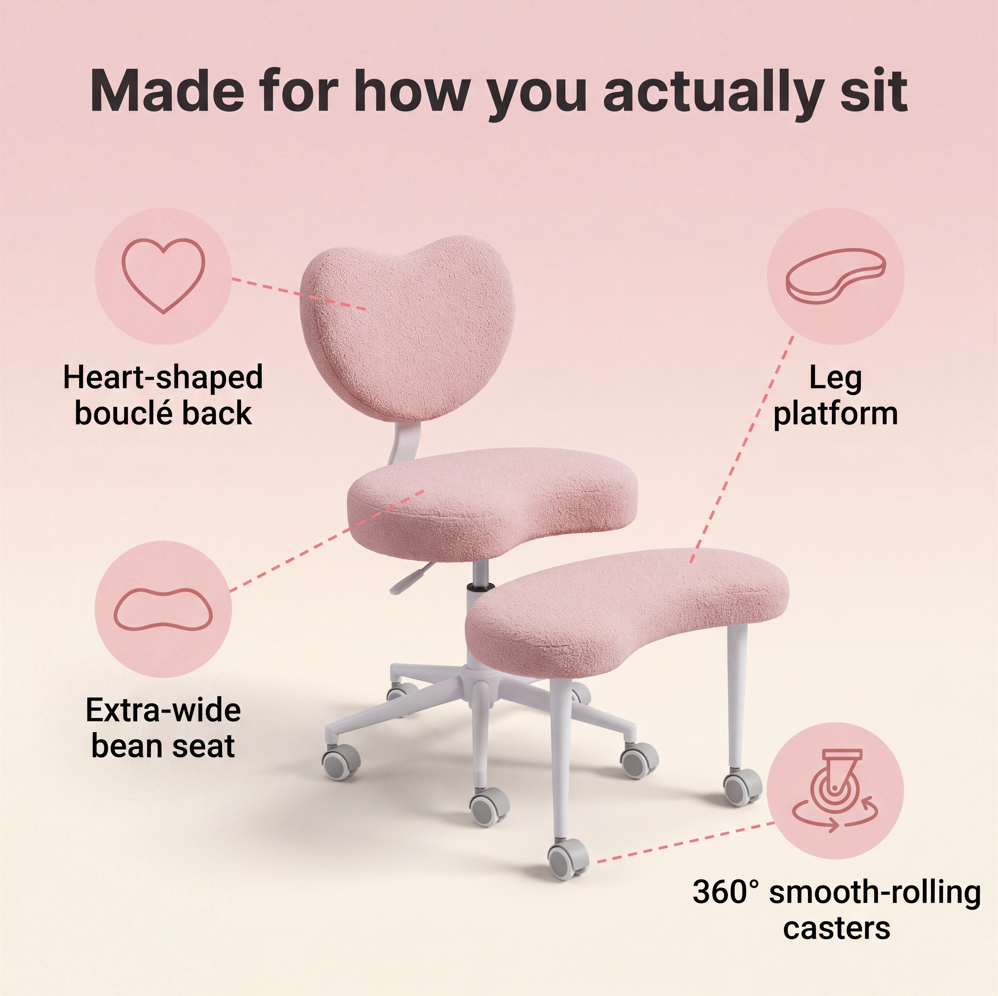 Made for how you actually sit
Heart-shaped
bouclé back
Leg
platform
Extra-wide
bean seat
360° smooth-rolling
casters